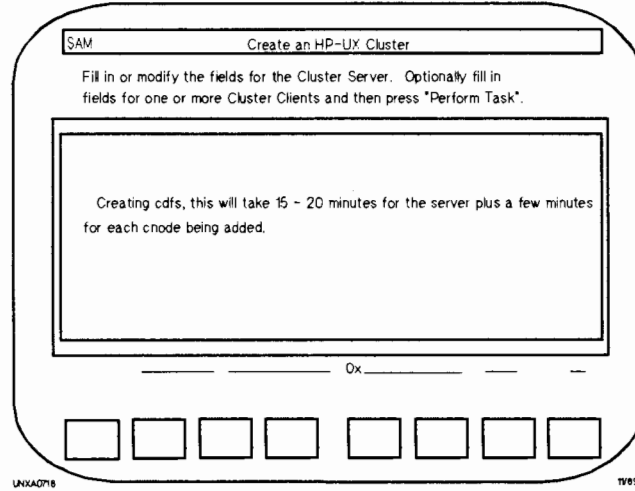 SAM Create an HP-UX Cluster
Fill in or modify the fields for the Cluster Server. Optionally fill in
fields for one or more Cluster Clients and then press "Perform Task".
Creating cdfs, this will take 15 - 20 minutes for the server plus a few minutes
for each cnode being added.
0x
UNXA0716